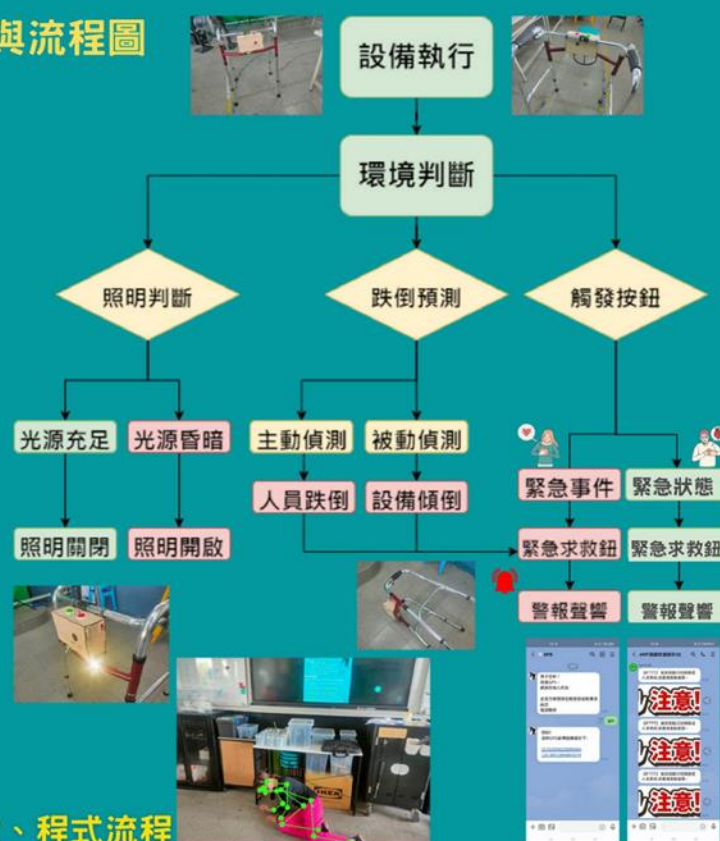 與流程圖
設備執行
環境判斷
照明判斷
跌倒預測
觸發按鈕
光源充足
光源昏暗
主動偵測
被動偵測
人員跌倒
設備傾倒
緊急事件
緊急狀態
照明關閉
照明開啟
緊急求救鈕
緊急求救鈕
警報聲響
警報聲響
注意!
注意!
注意!
、程式流程